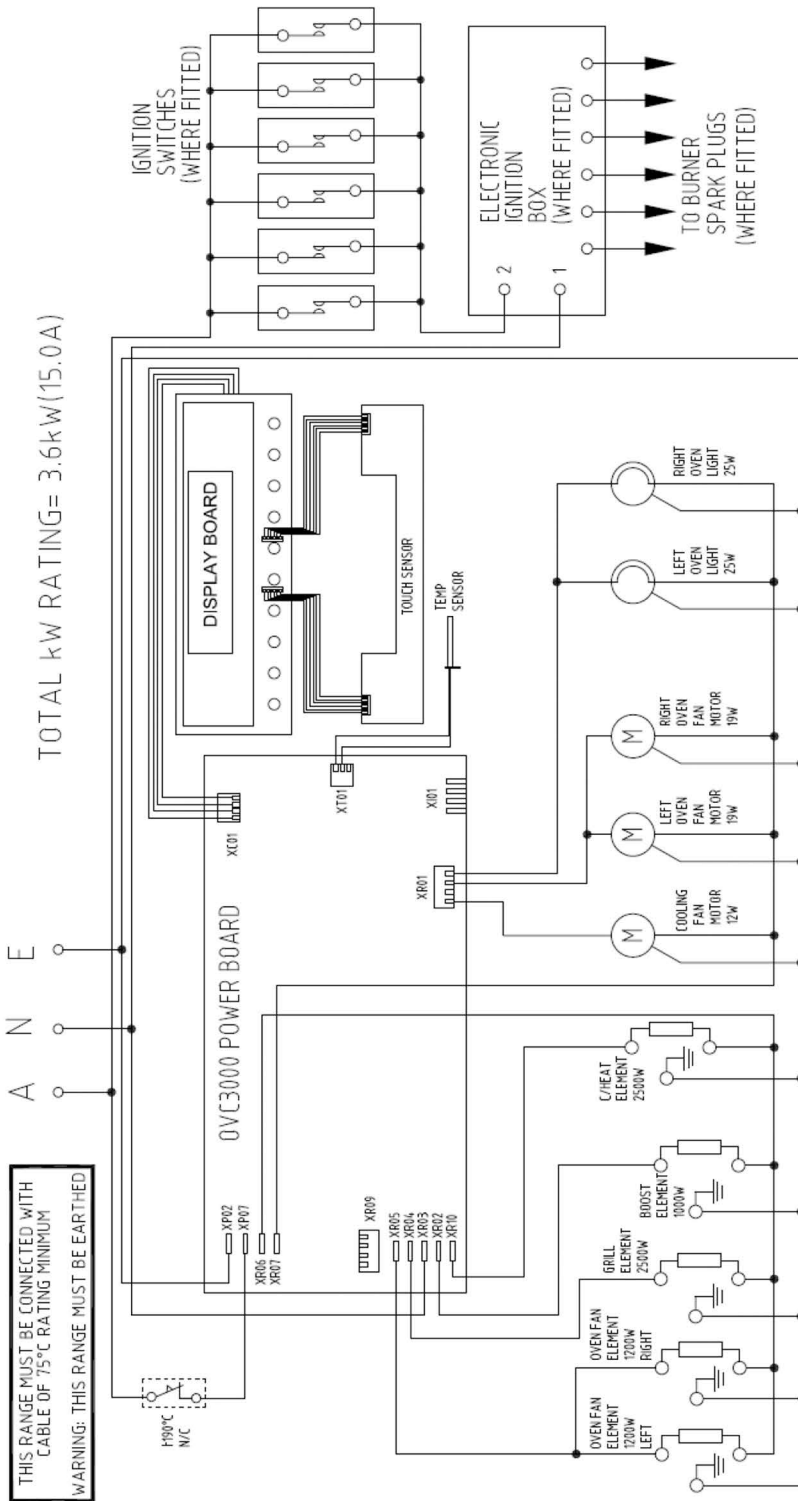 THIS RANGE MUST BE CONNECTED WITH
CABLE OF 75°C RATING MINIMUM
WARNING: THIS RANGE MUST BE EARTHED
A
N
E
TOTAL kW RATING= 3.6kW(15.0A)
IGNITION
SWITCHES
(WHERE FITTED)
H90°C
N/C
OVC3000 POWER BOARD
XP02
XP07
XR06
XR07
XR09
XR05
XR04
XR03
XR02
XR10
XC01
XT01
XI01
XR01
DISPLAY BOARD
TOUCH SENSOR
TEMP
SENSOR
ELECTRONIC
IGNITION
BOX
(WHERE FITTED)
2
1
TO BURNER
SPARK PLUGS
(WHERE FITTED)
OVEN FAN
ELEMENT
1200W
LEFT
OVEN FAN
ELEMENT
1200W
RIGHT
GRILL
ELEMENT
2500W
BOOST
ELEMENT
1000W
C/HEAT
ELEMENT
2500W
M
COOLING
FAN
MOTOR
12W
M
LEFT
OVEN
FAN
MOTOR
19W
M
RIGHT
OVEN
FAN
MOTOR
19W
LEFT
OVEN
LIGHT
25W
RIGHT
OVEN
LIGHT
25W